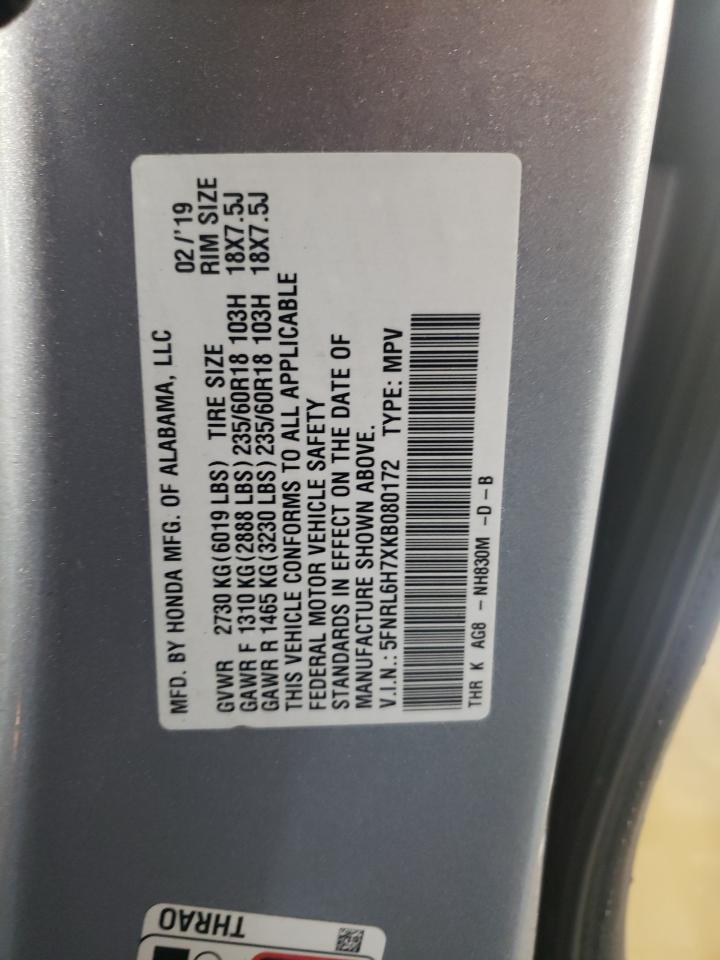 MFD. BY HONDA MFG. OF ALABAMA, LLC 02/'19
GVWR 2730 KG(6019 LBS) TIRE SIZE RIM SIZE
GAWR F 1310 KG(2888 LBS)235/60R18 103H 18X7.5J
GAWR R 1465 KG(3230 LBS)235/60R18 103H 18X7.5J
THIS VEHICLE CONFORMS TO ALL APPLICABLE
FEDERAL MOTOR VEHICLE SAFETY
STANDARDS IN EFFECT ON THE DATE OF
MANUFACTURE SHOWN ABOVE.
V.I.N.: 5FNRL6H7XKB080172 TYPE: MPV
THR K AG8 - NH830M -D-B
THRA0